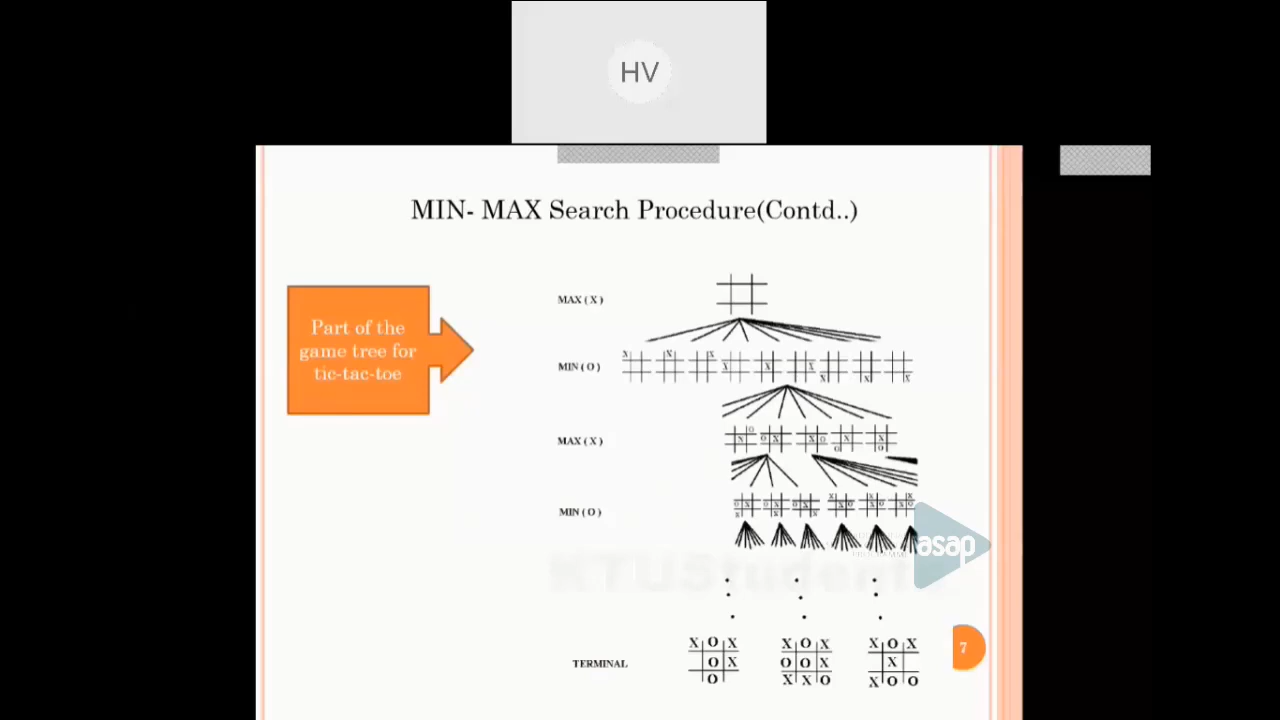 HV
MIN- MAX Search Procedure(Contd..)
Part of the
game tree for
tic-tac-toe
MAX ( X )
MIN ( O )
MAX ( X )
MIN ( O )
asap
KTUStudents
TERMINAL
X O X X O X X O X
O X O O X X
O X X O X O O
7